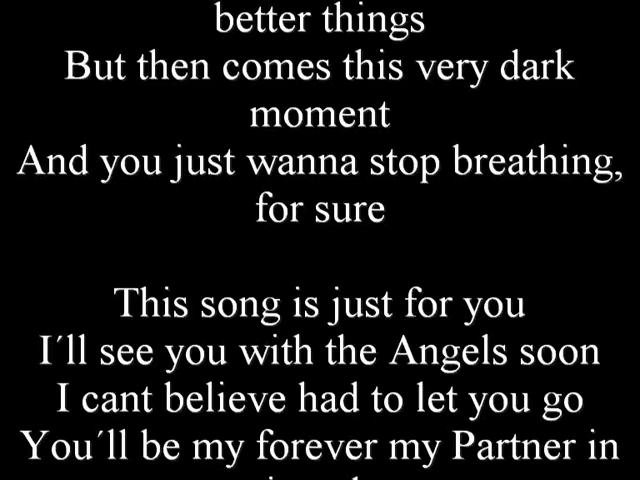 better things
But then comes this very dark
moment
And you just wanna stop breathing,
for sure
This song is just for you
I´ll see you with the Angels soon
I cant believe had to let you go
You´ll be my forever my Partner in